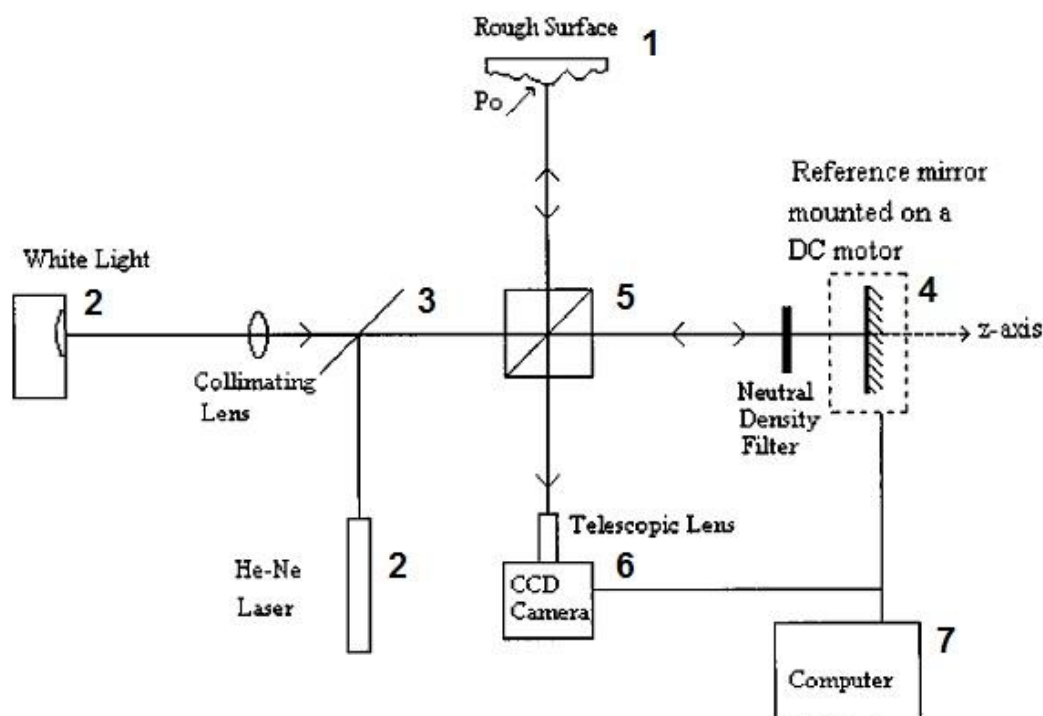 Rough Surface
1
Po
Reference mirror
mounted on a
DC motor
4
White Light
2
3
5
z-axis
Collimating
Lens
Neutral
Density
Filter
Telescopic Lens
He-Ne
Laser
2
CCD
Camera
6
7
Computer